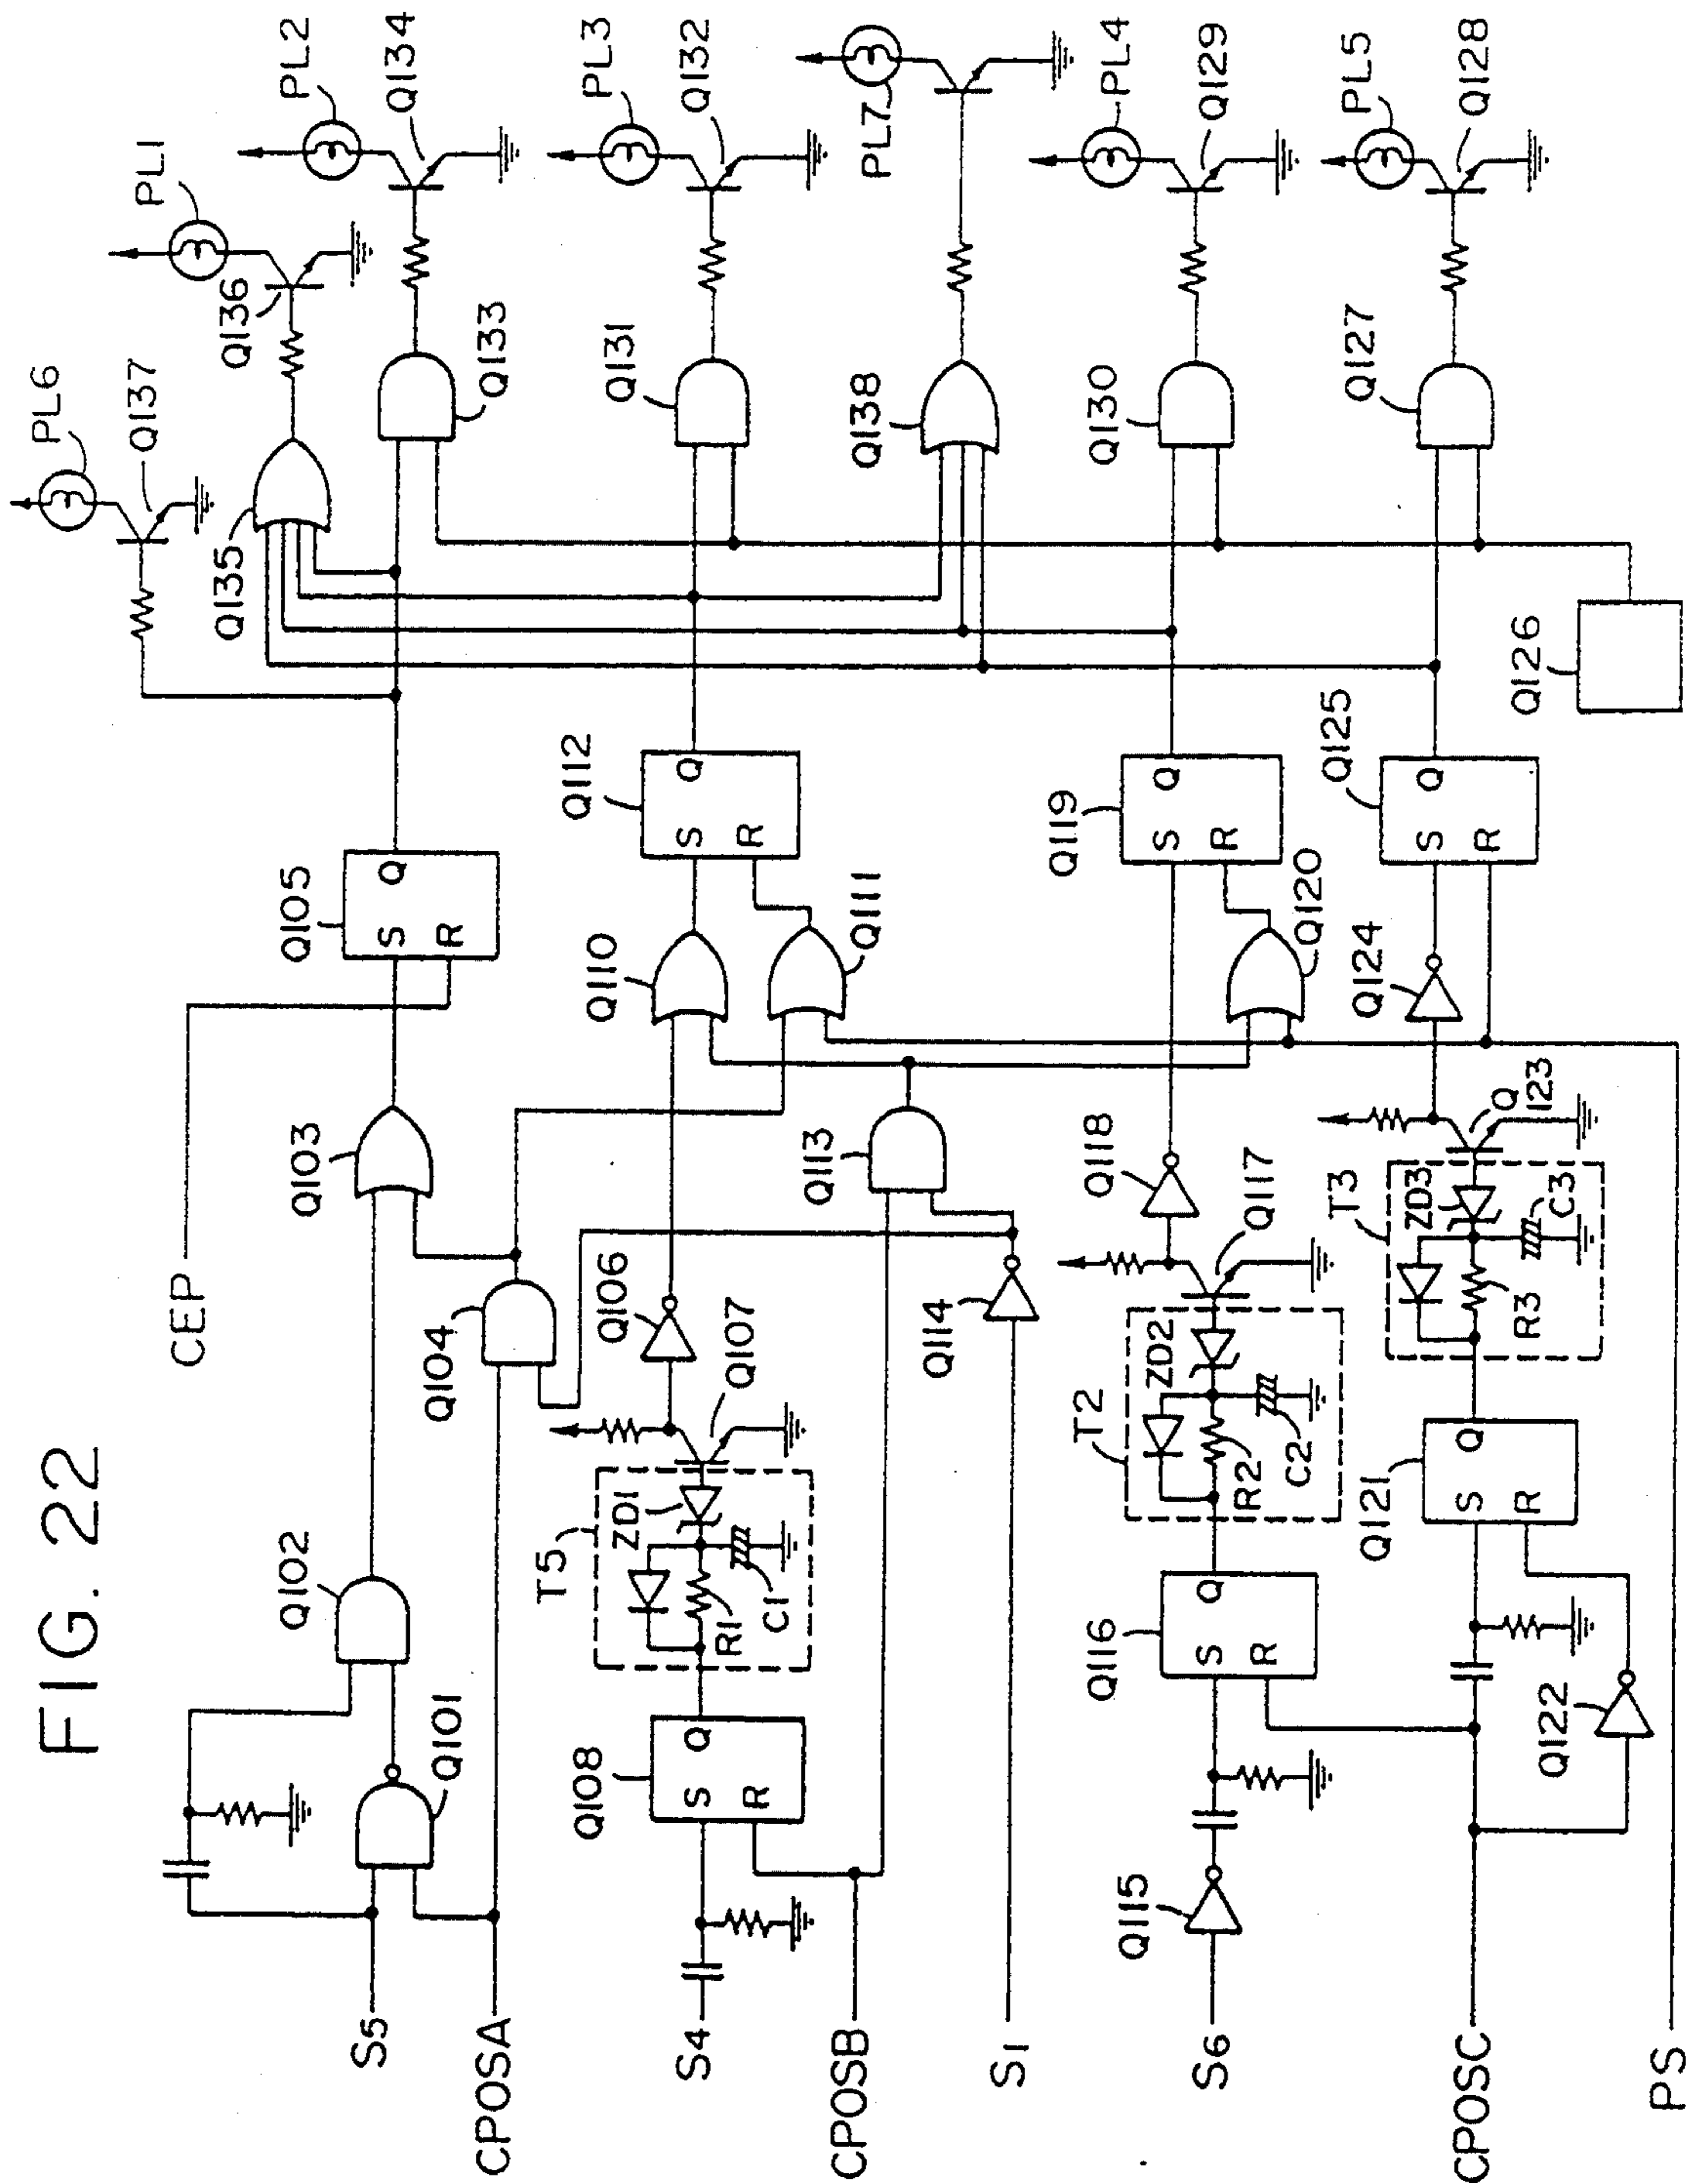 FIG. 22
PL6
Q137
PL1
Q136
PL2
Q134
Q135
Q133
PL3
Q132
Q131
PL7
Q138
PL4
Q129
Q130
PL5
Q128
Q127
Q126
CEP
Q105
S
Q
R
Q103
Q102
Q101
Q104
S5
CPOSA
Q112
S
Q
R
Q110
Q111
Q106
Q107
T5
ZD1
R1
C1
Q108
S
Q
R
S4
CPOSB
Q113
Q114
S1
Q119
S
Q
R
Q120
Q118
Q117
T2
ZD2
R2
C2
Q116
S
Q
R
Q115
S6
Q125
S
Q
R
Q124
Q
123
T3
ZD3
R3
C3
Q121
S
Q
R
Q122
CPOSC
PS